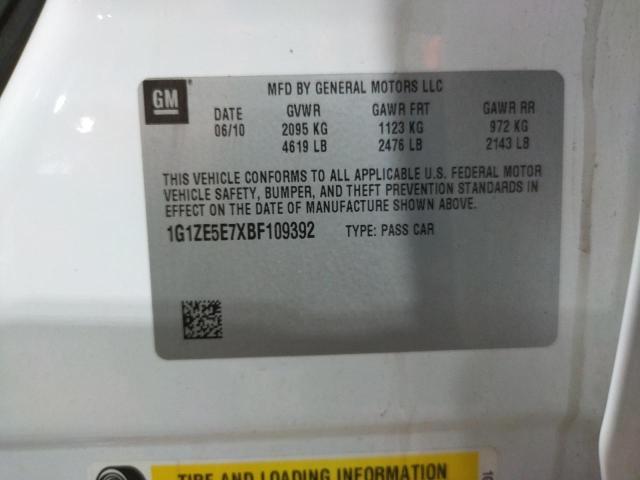 GM
MFD BY GENERAL MOTORS LLC
DATE GVWR GAWR FRT GAWR RR
06/10 2095 KG 1123 KG 972 KG
4619 LB 2476 LB 2143 LB
THIS VEHICLE CONFORMS TO ALL APPLICABLE U.S. FEDERAL MOTOR
VEHICLE SAFETY, BUMPER, AND THEFT PREVENTION STANDARDS IN
EFFECT ON THE DATE OF MANUFACTURE SHOWN ABOVE.
1G1ZE5E7XBF109392 TYPE: PASS CAR
TIRE AND LOADING INFORMATION